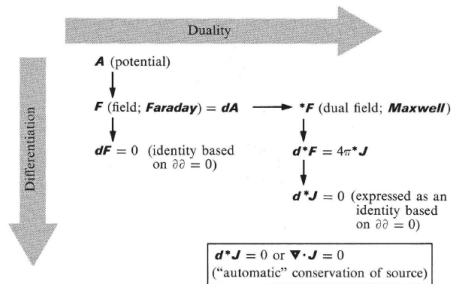 Duality
Differentiation
A (potential)
F (field; Faraday) = dA
*F (dual field; Maxwell)
dF = 0 (identity based
on ∂∂ = 0)
d*F = 4π*J
d*J = 0 (expressed as an
identity based
on ∂∂ = 0)
d*J = 0 or ∇·J = 0
("automatic" conservation of source)